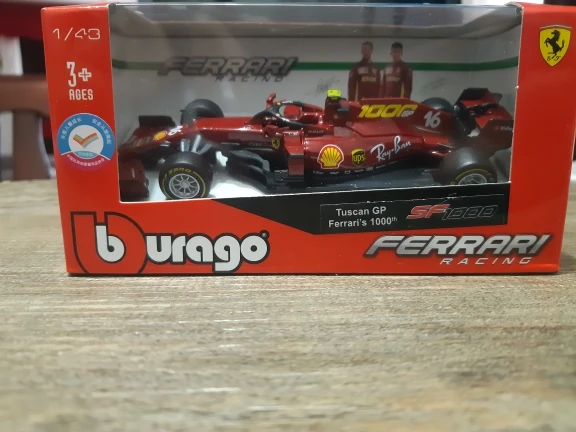 1/43
3+
AGES
FERRARI
RACING
1000
16
ups
Ray-Ban
Tuscan GP
Ferrari's 1000th
SF1000
burago
FERRARI
RACING